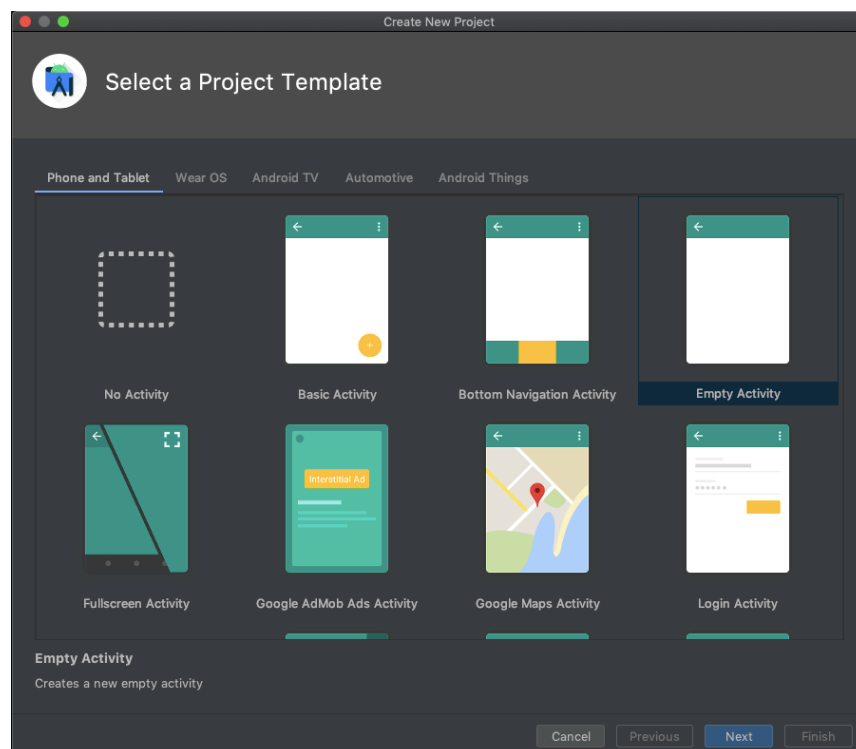 Create New Project
Select a Project Template
Phone and Tablet Wear OS Android TV Automotive Android Things
No Activity Basic Activity Bottom Navigation Activity Empty Activity
Interstitial Ad
Fullscreen Activity Google AdMob Ads Activity Google Maps Activity Login Activity
Empty Activity
Creates a new empty activity
Cancel Previous Next Finish